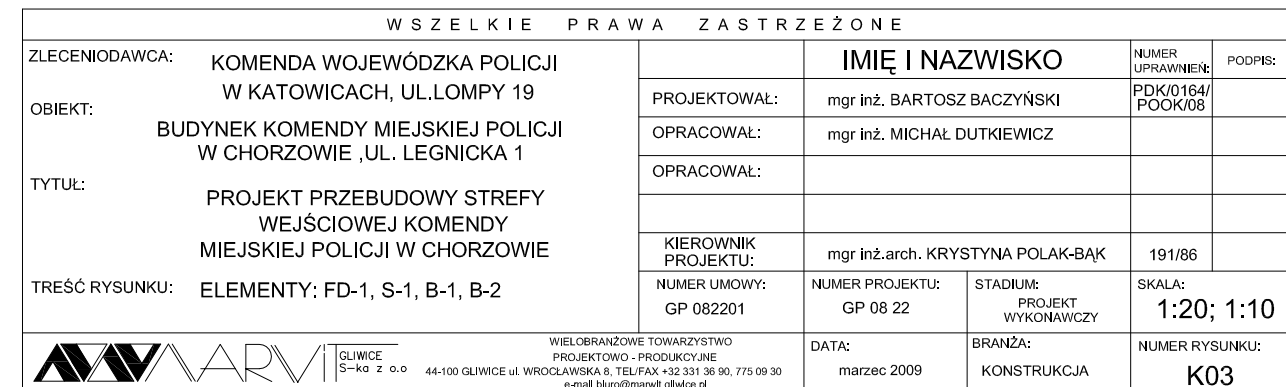 WSZELKIE PRAWA ZASTRZEŻONE
ZLECENIODAWCA:
KOMENDA WOJEWÓDZKA POLICJI
W KATOWICACH, UL.LOMPY 19
OBIEKT:
BUDYNEK KOMENDY MIEJSKIEJ POLICJI
W CHORZOWIE ,UL. LEGNICKA 1
TYTUŁ:
PROJEKT PRZEBUDOWY STREFY
WEJŚCIOWEJ KOMENDY
MIEJSKIEJ POLICJI W CHORZOWIE
TREŚĆ RYSUNKU:
ELEMENTY: FD-1, S-1, B-1, B-2
IMIĘ I NAZWISKO
NUMER
UPRAWNIEŃ:
PODPIS:
PROJEKTOWAŁ:
mgr inż. BARTOSZ BACZYŃSKI
PDK/0164/
POOK/08
OPRACOWAŁ:
mgr inż. MICHAŁ DUTKIEWICZ
OPRACOWAŁ:
KIEROWNIK
PROJEKTU:
mgr inż.arch. KRYSTYNA POLAK-BĄK
191/86
NUMER UMOWY:
GP 082201
NUMER PROJEKTU:
GP 08 22
STADIUM:
PROJEKT
WYKONAWCZY
SKALA:
1:20; 1:10
MARVIT
GLIWICE
S-ka z o.o
WIELOBRANŻOWE TOWARZYSTWO
PROJEKTOWO - PRODUKCYJNE
44-100 GLIWICE ul. WROCŁAWSKA 8, TEL/FAX +32 331 36 90, 775 09 30
e-mail biuro@marwit.gliwice.pl
DATA:
marzec 2009
BRANŻA:
KONSTRUKCJA
NUMER RYSUNKU:
K03